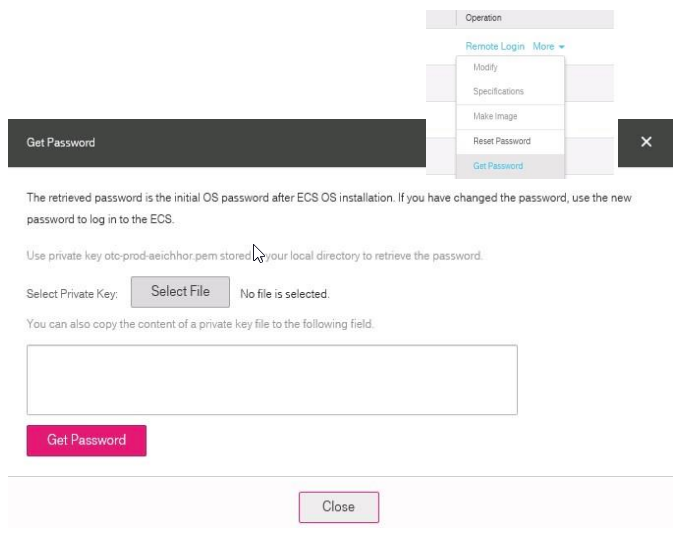 Operation
Remote Login More
Modify
Specifications
Make Image
Reset Password
Get Password
Get Password
The retrieved password is the initial OS password after ECS OS installation. If you have changed the password, use the new
password to log in to the ECS.
Use private key otc-prod-aeichhor.pem stored your local directory to retrieve the password.
Select Private Key: Select File No file is selected.
You can also copy the content of a private key file to the following field.
Get Password
Close